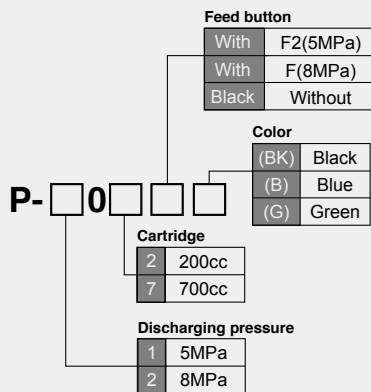 Feed button
With F2(5MPa)
With F(8MPa)
Black Without
Color
(BK) Black
(B) Blue
(G) Green
P-□0□□□
Cartridge
2 200cc
7 700cc
Discharging pressure
1 5MPa
2 8MPa